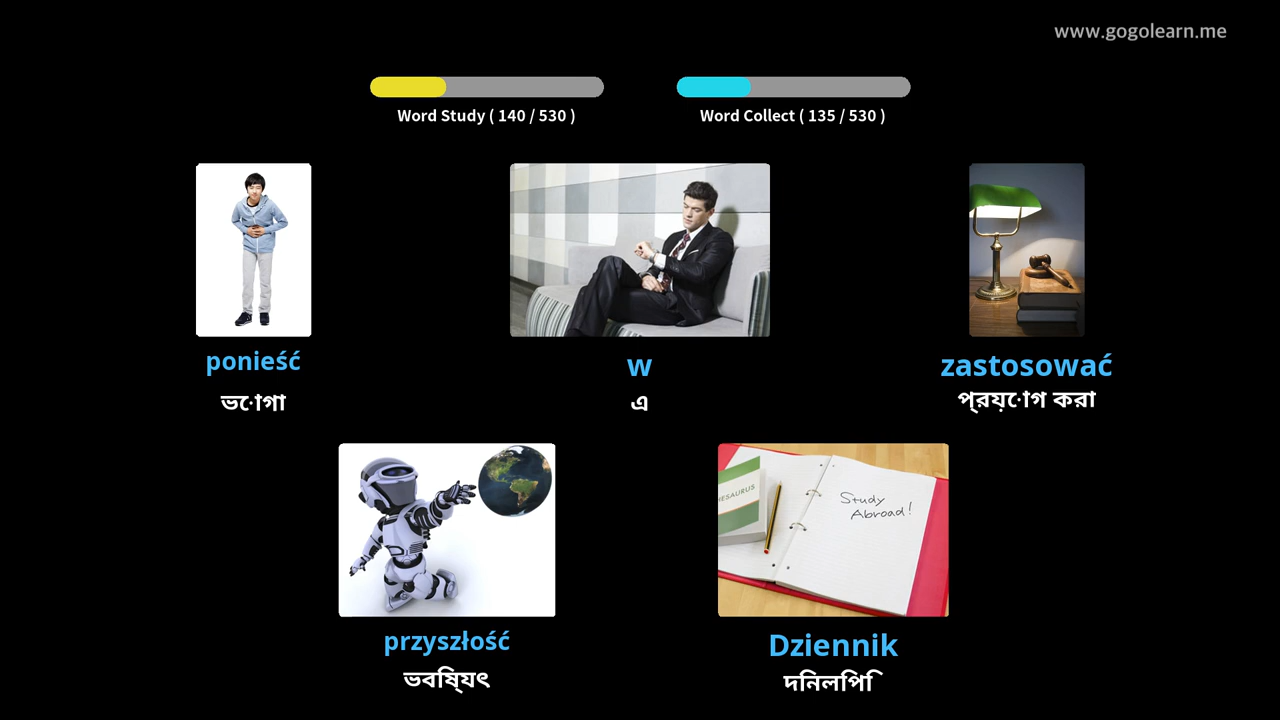 www.gogolearn.me
Word Study ( 140 / 530 )
Word Collect ( 135 / 530 )
ponieść
ভোগা
w
এ
zastosować
প্রয়োগ করা
THESAURUS
Study
Abroad!
przyszłość
ভবিষ্যৎ
Dziennik
দিনলিপি